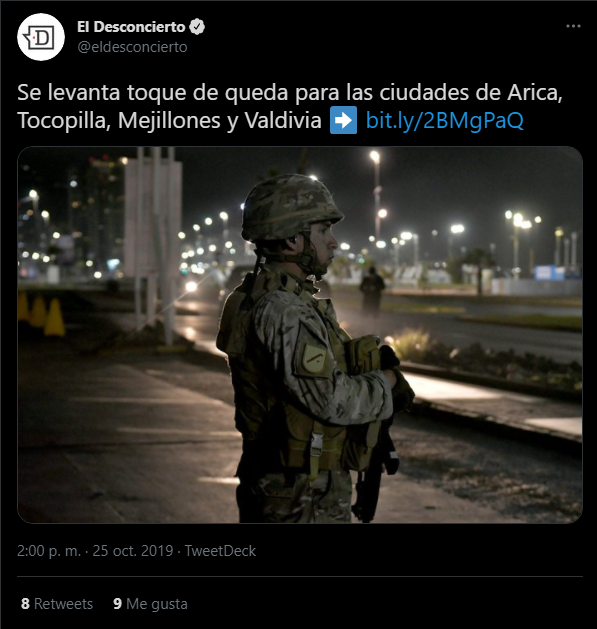 El Desconcierto
@eldesconcierto
Se levanta toque de queda para las ciudades de Arica,
Tocopilla, Mejillones y Valdivia ➡️ bit.ly/2BMgPaQ
2:00 p. m. · 25 oct. 2019 · TweetDeck
8 Retweets 9 Me gusta